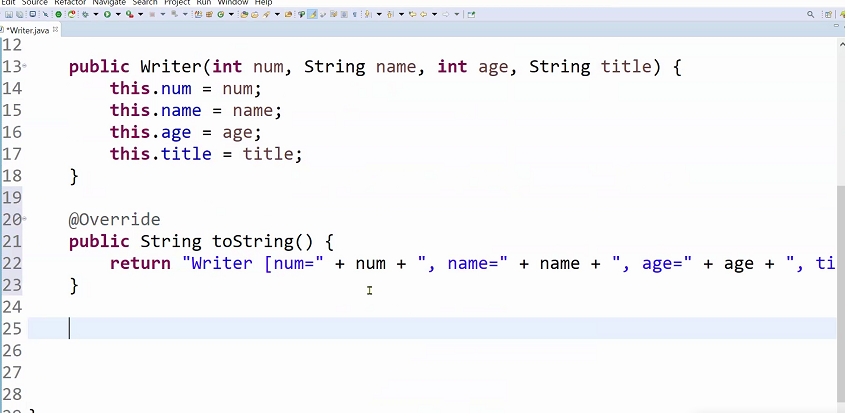 Edit Source Refactor Navigate Search Project Run Window Help
*Writer.java
12
13 public Writer(int num, String name, int age, String title) {
14 this.num = num;
15 this.name = name;
16 this.age = age;
17 this.title = title;
18 }
19
20 @Override
21 public String toString() {
22 return "Writer [num=" + num + ", name=" + name + ", age=" + age + ", ti
23 }
24
25
26
27
28
}